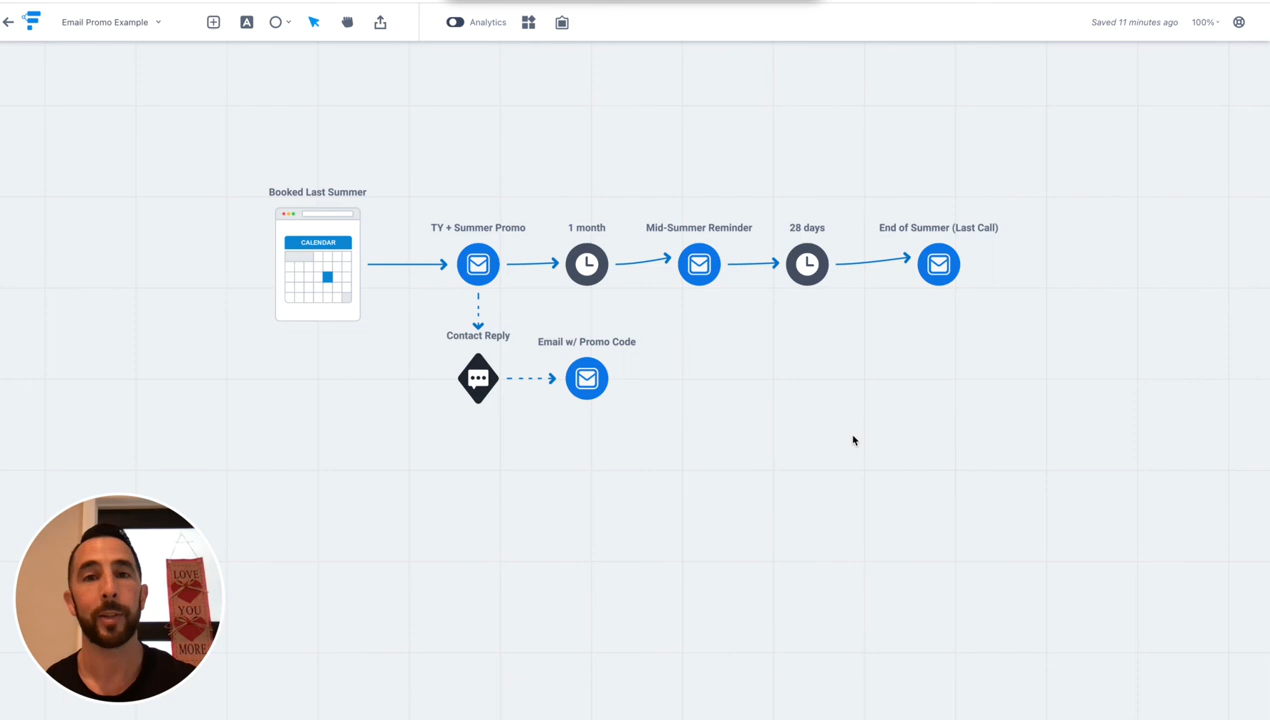 Email Promo Example
A
Analytics
Saved 11 minutes ago
100%
Booked Last Summer
CALENDAR
TY + Summer Promo
1 month
Mid-Summer Reminder
28 days
End of Summer (Last Call)
Contact Reply
Email w/ Promo Code
LOVE
YOU
MORE